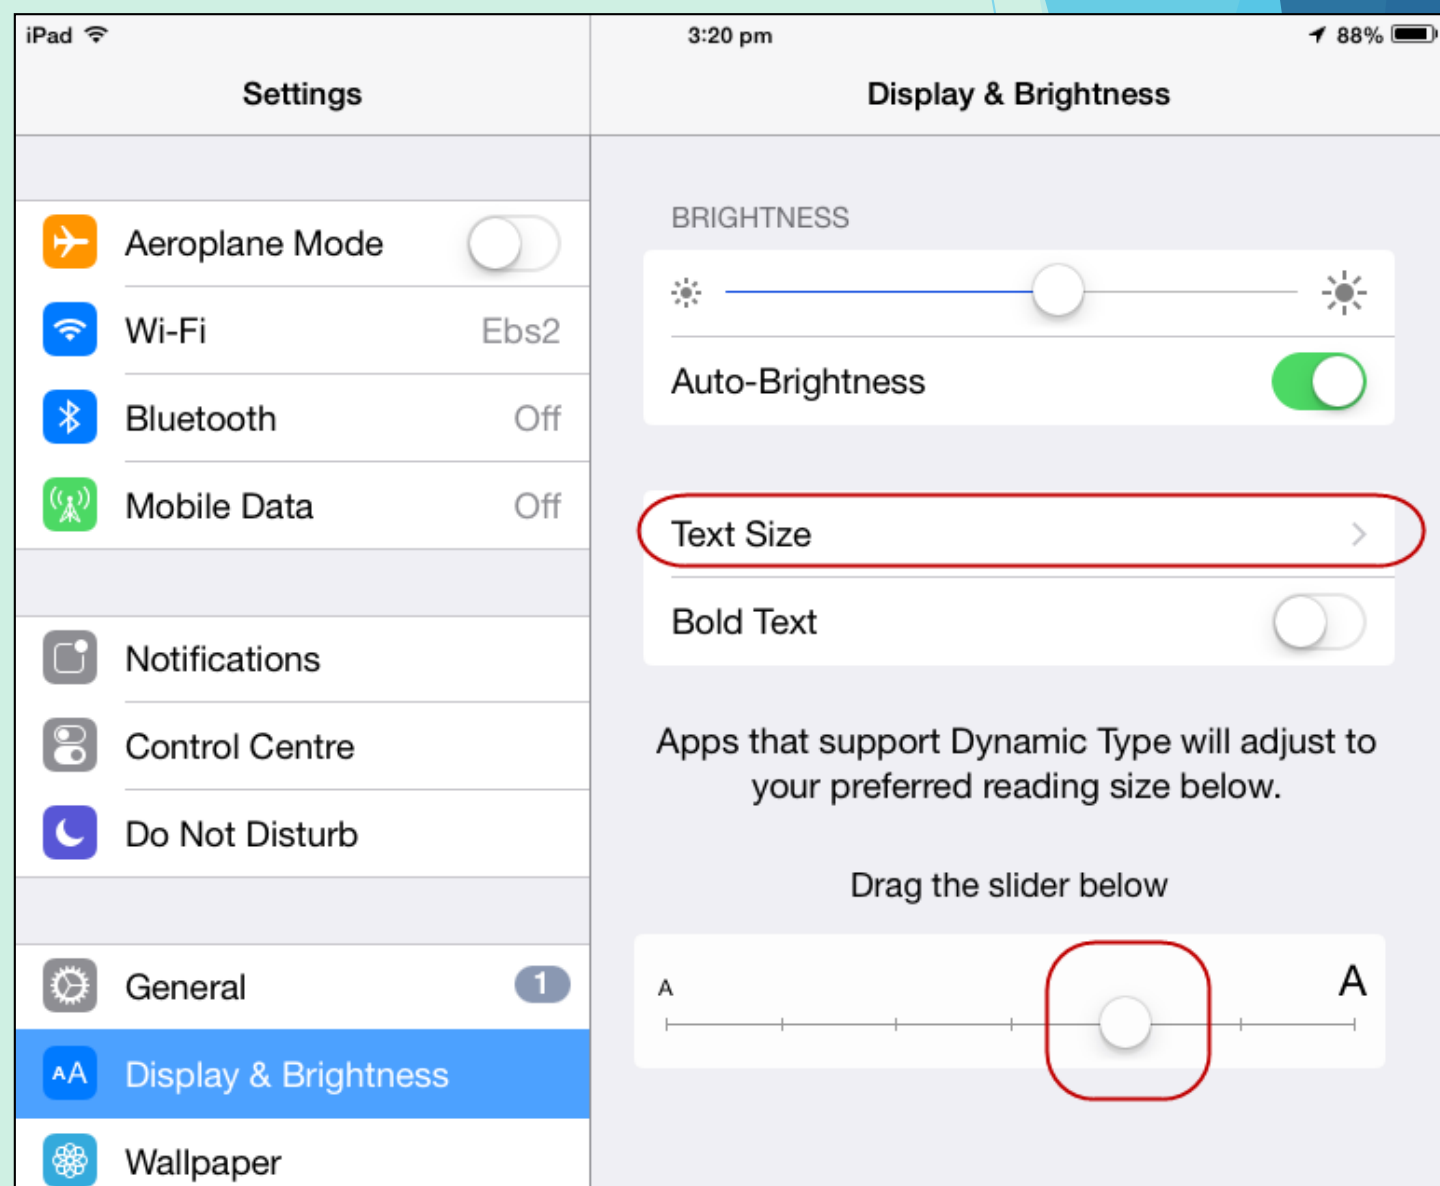 iPad
3:20 pm
88%
Settings
Display & Brightness
Aeroplane Mode
Wi-Fi
Ebs2
Bluetooth
Off
Mobile Data
Off
Notifications
Control Centre
Do Not Disturb
General
1
AA
Display & Brightness
Wallpaper
BRIGHTNESS
Auto-Brightness
Text Size
Bold Text
Apps that support Dynamic Type will adjust to
your preferred reading size below.
Drag the slider below
A
A